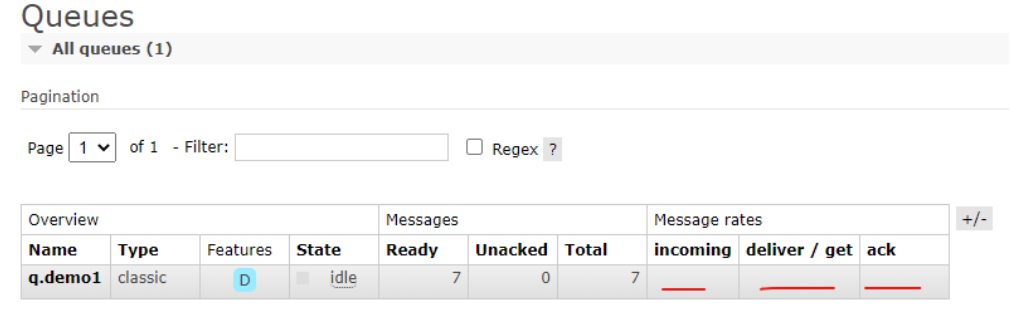 Queues
All queues (1)
Pagination
Page 1 of 1 - Filter: Regex ?
Overview Messages Message rates +/-
Name Type Features State Ready Unacked Total incoming deliver / get ack
q.demo1 classic D idle 7 0 7